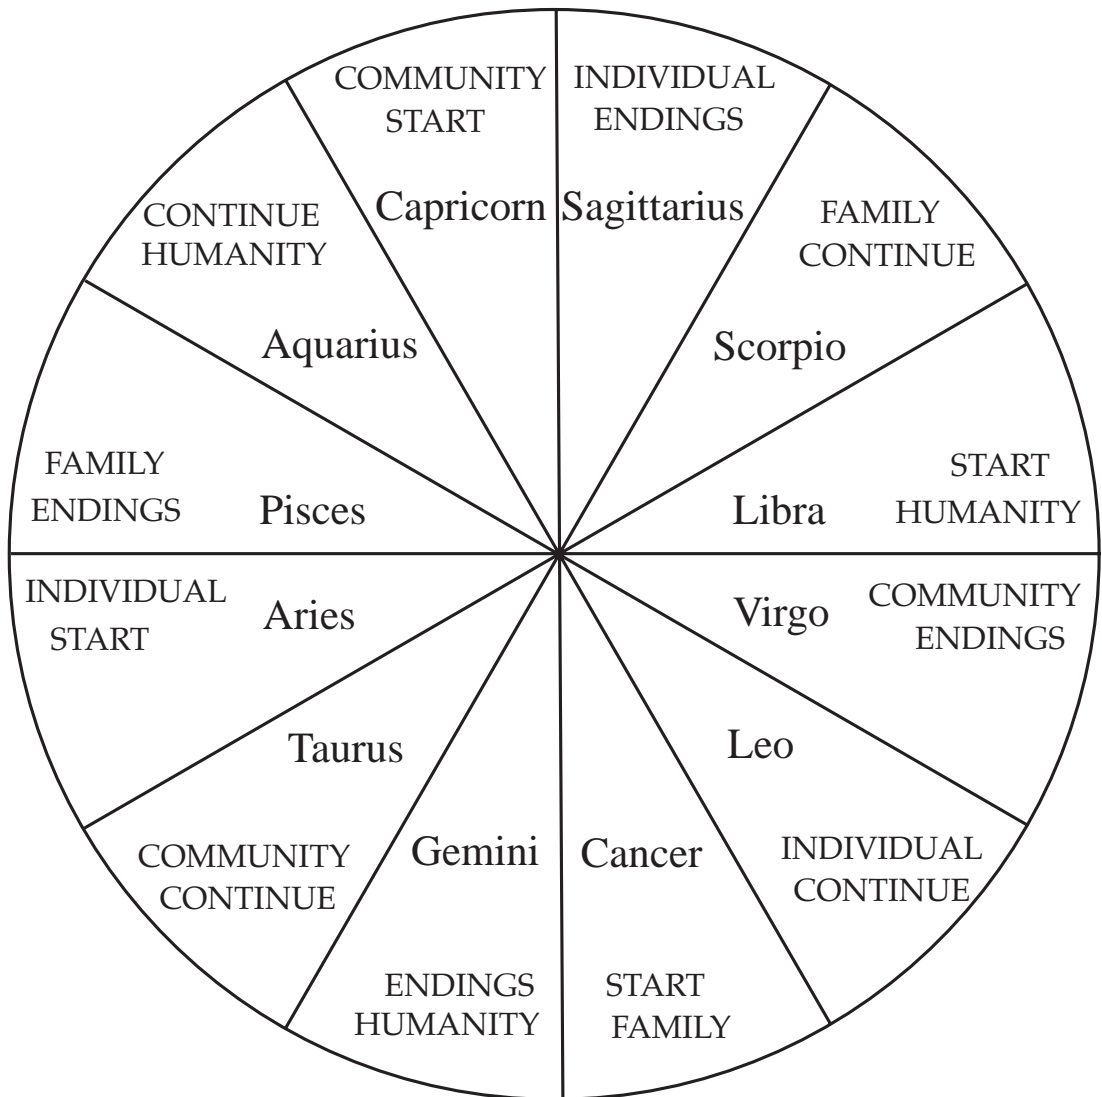 COMMUNITY
START
Capricorn
INDIVIDUAL
ENDINGS
Sagittarius
FAMILY
CONTINUE
Scorpio
START
HUMANITY
Libra
COMMUNITY
ENDINGS
Virgo
INDIVIDUAL
CONTINUE
Leo
START
FAMILY
Cancer
ENDINGS
HUMANITY
Gemini
COMMUNITY
CONTINUE
Taurus
INDIVIDUAL
START
Aries
FAMILY
ENDINGS
Pisces
CONTINUE
HUMANITY
Aquarius